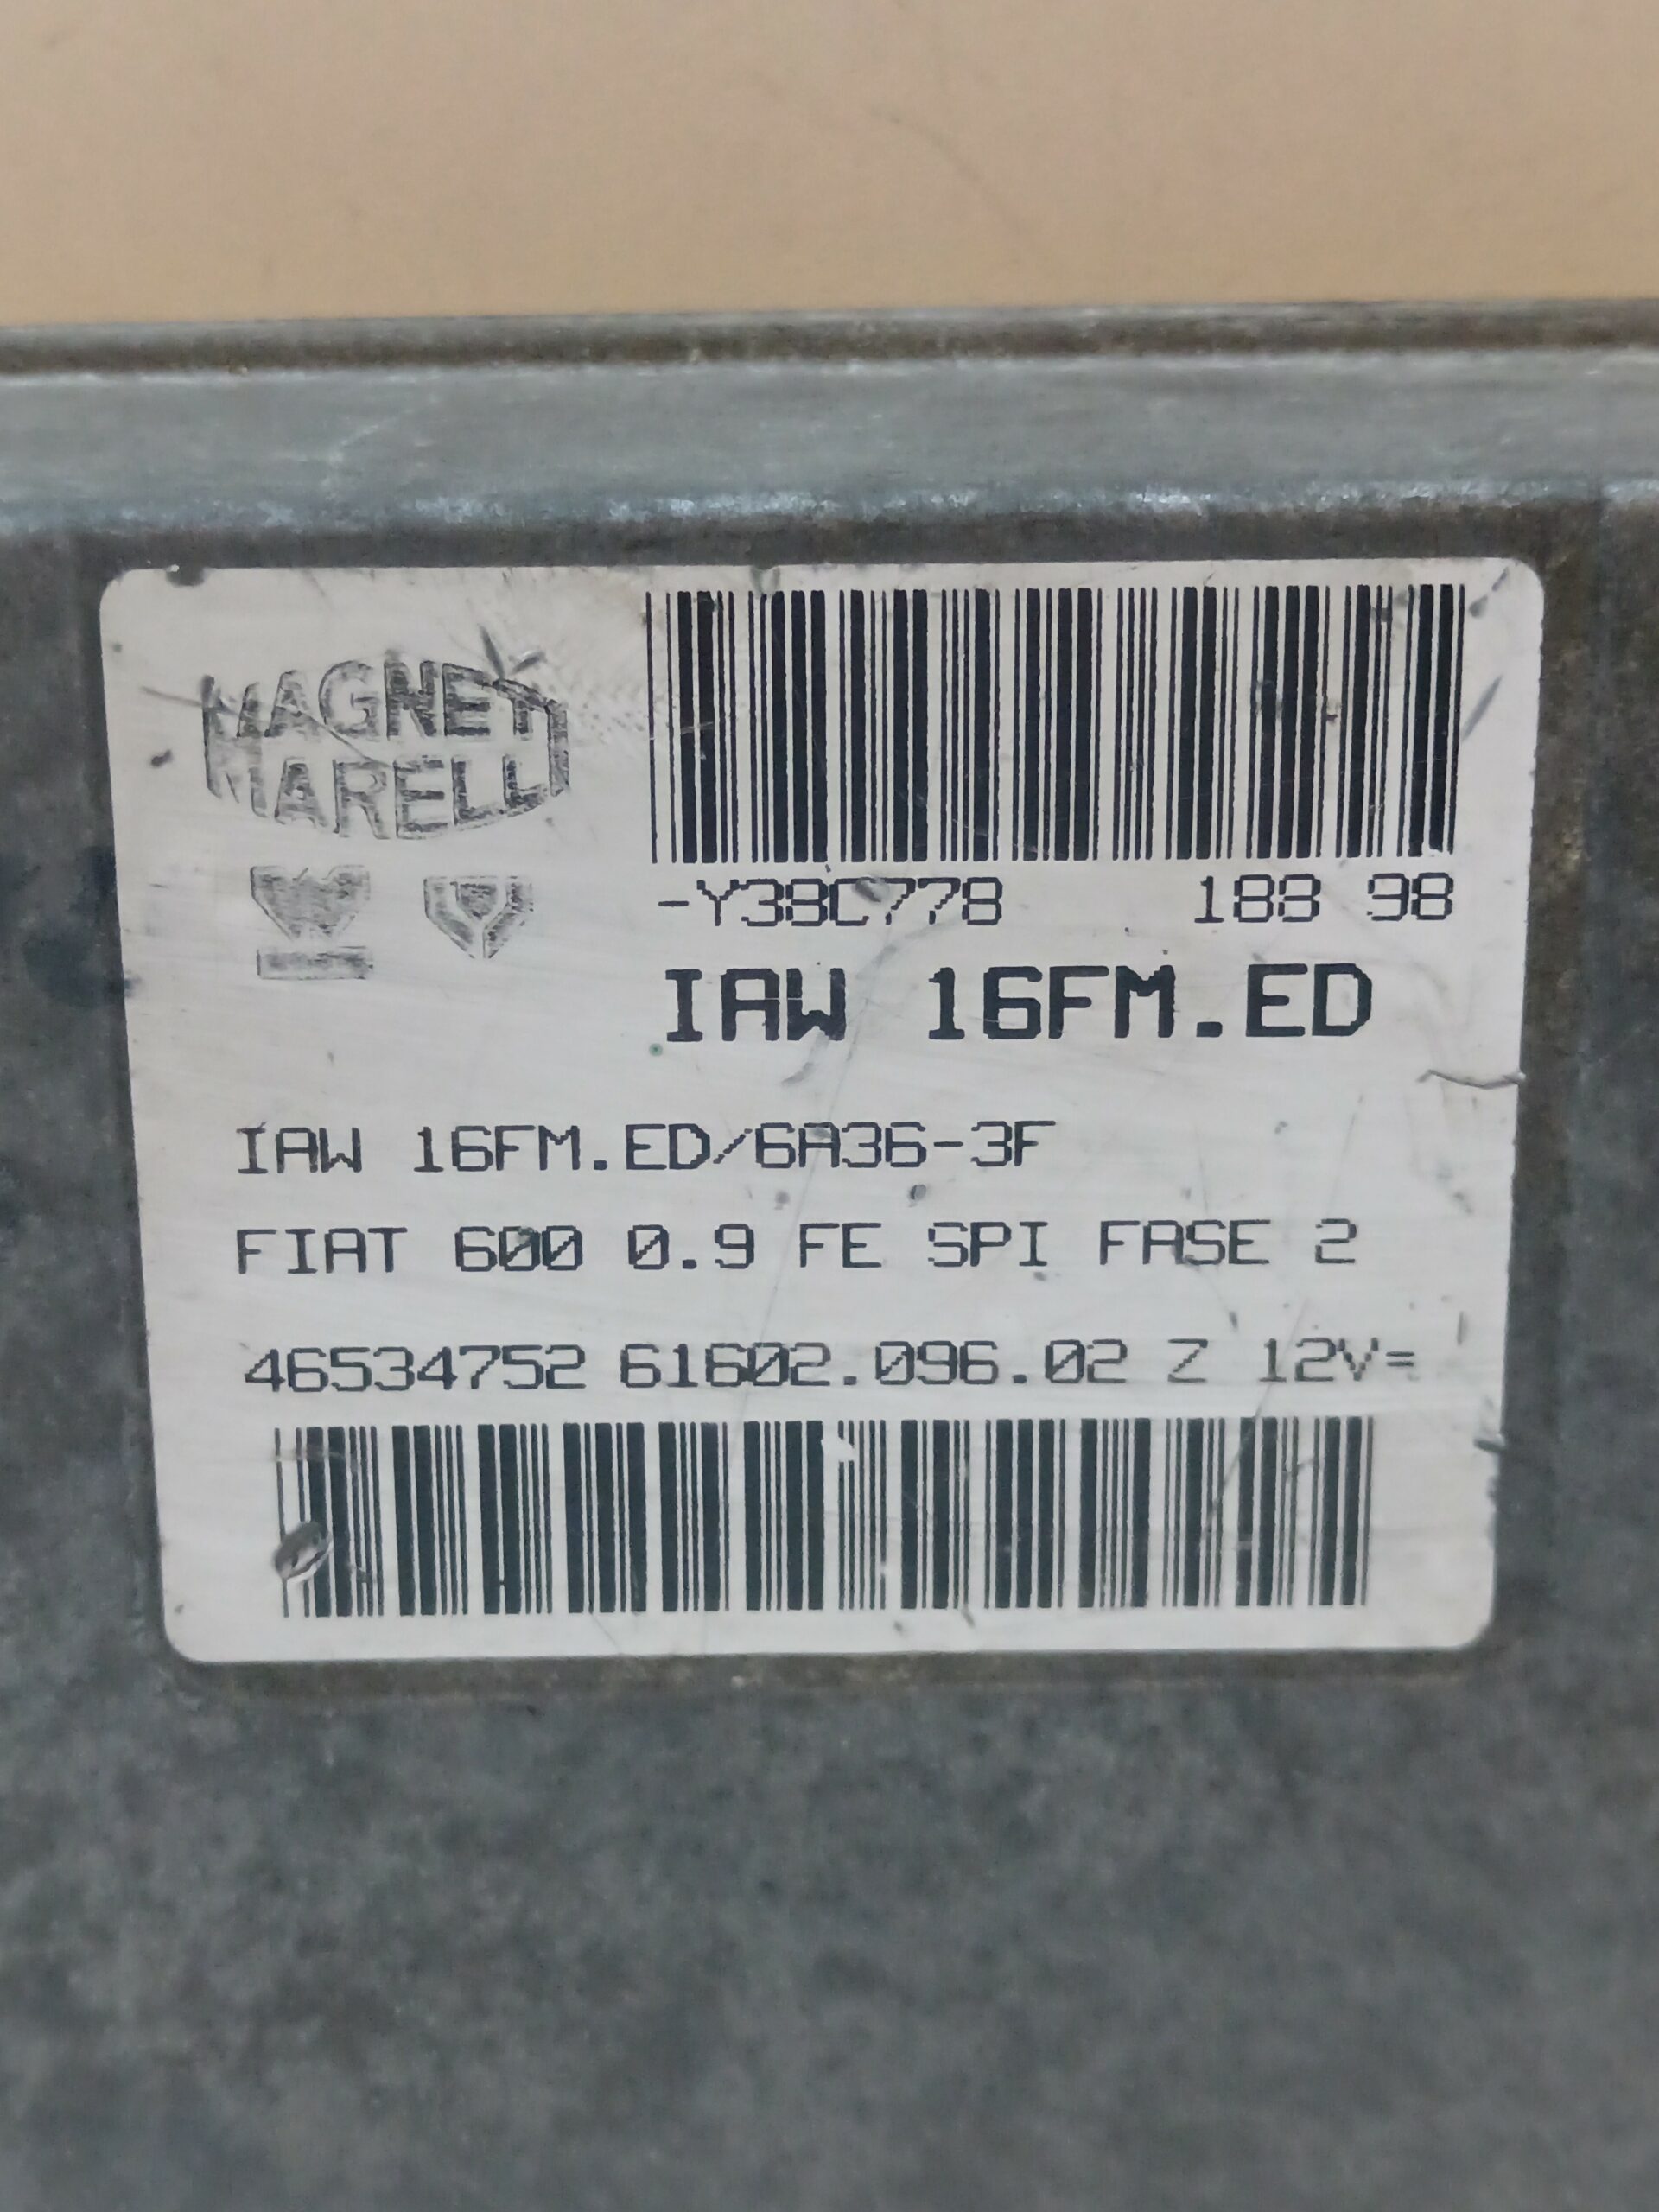 MAGNETI
MARELLI
-Y38C778 188 98
IAW 16FM.ED
IAW 16FM.ED/6A36-3F
FIAT 600 0.9 FE SPI FASE 2
46534752 61602.096.02 Z 12V=